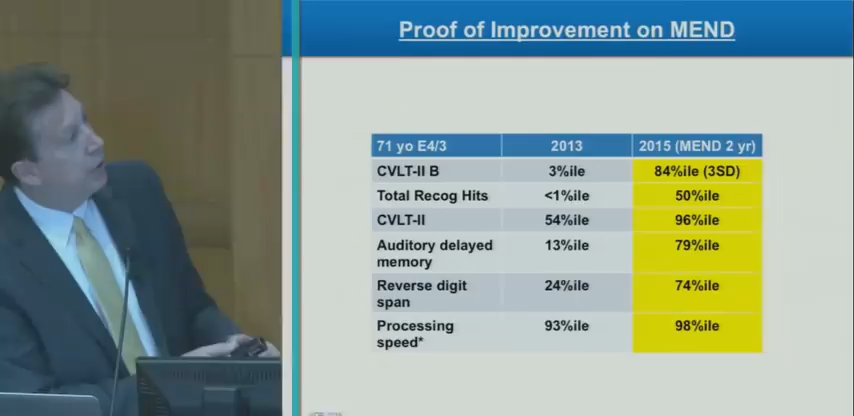 Proof of Improvement on MEND
71 yo E4/3 2013 2015 (MEND 2 yr)
CVLT-II B 3%ile 84%ile (3SD)
Total Recog Hits <1%ile 50%ile
CVLT-II 54%ile 96%ile
Auditory delayed
memory 13%ile 79%ile
Reverse digit
span 24%ile 74%ile
Processing
speed* 93%ile 98%ile